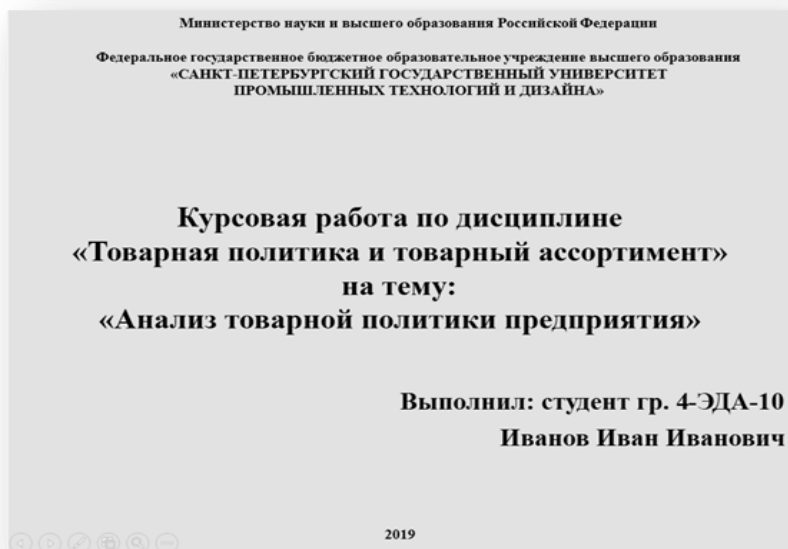 Министерство науки и высшего образования Российской Федерации
Федеральное государственное бюджетное образовательное учреждение высшего образования
«САНКТ-ПЕТЕРБУРГСКИЙ ГОСУДАРСТВЕННЫЙ УНИВЕРСИТЕТ
ПРОМЫШЛЕННЫХ ТЕХНОЛОГИЙ И ДИЗАЙНА»
Курсовая работа по дисциплине
«Товарная политика и товарный ассортимент»
на тему:
«Анализ товарной политики предприятия»
Выполнил: студент гр. 4-ЭДА-10
Иванов Иван Иванович
2019